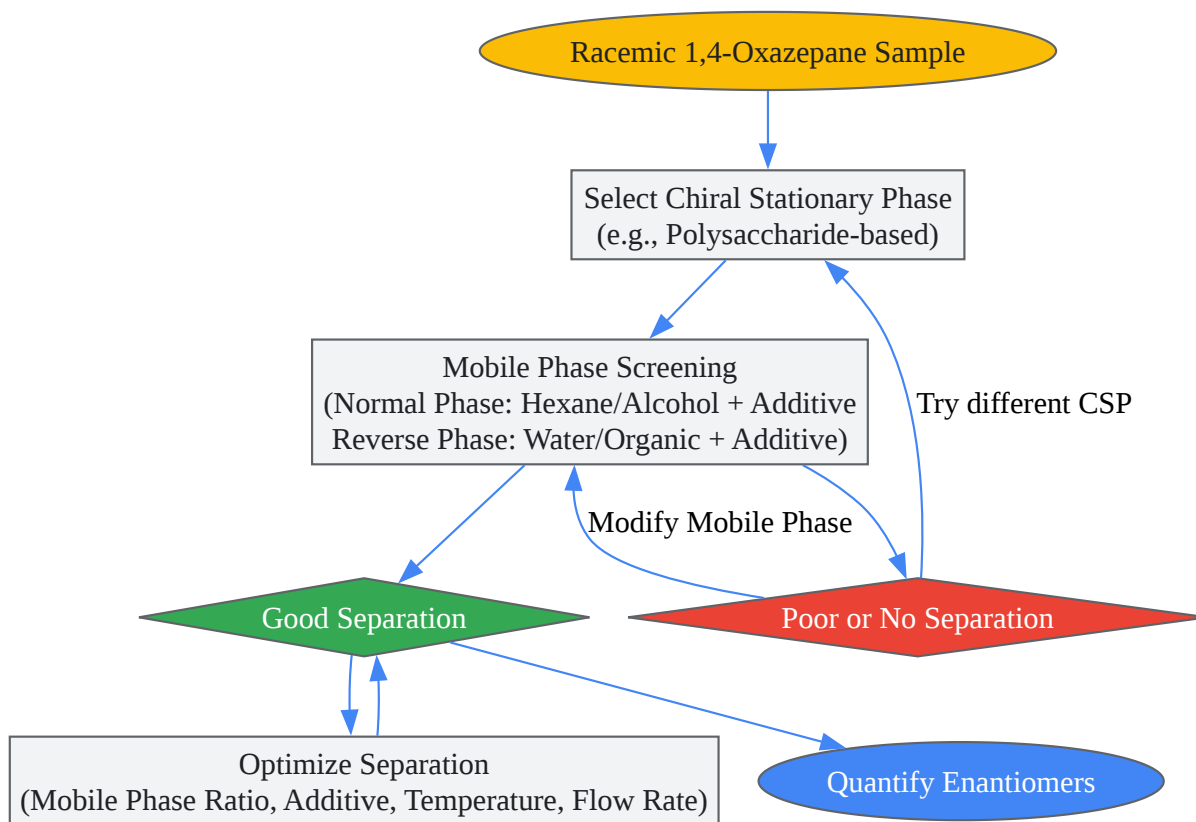 Racemic 1,4-Oxazepane Sample
Select Chiral Stationary Phase
(e.g., Polysaccharide-based)
Mobile Phase Screening
(Normal Phase: Hexane/Alcohol + Additive
Reverse Phase: Water/Organic + Additive)
Try different CSP
Modify Mobile Phase
Good Separation
Poor or No Separation
Optimize Separation
(Mobile Phase Ratio, Additive, Temperature, Flow Rate)
Quantify Enantiomers